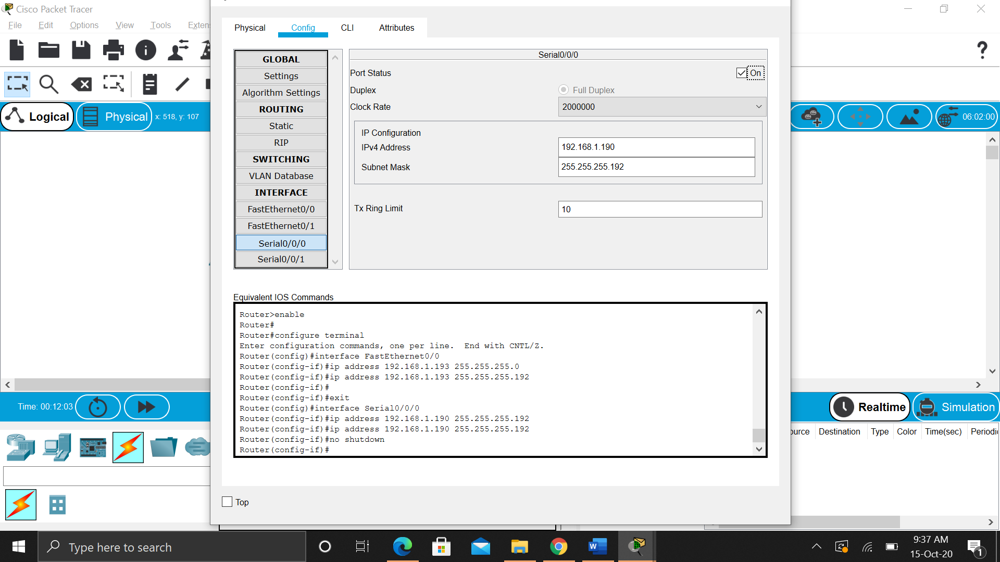 Cisco Packet Tracer
File Edit Options View Tools Exten
Logical
Physical
x: 518, y: 107
06:02:00
Physical Config CLI Attributes
GLOBAL
Settings
Algorithm Settings
ROUTING
Static
RIP
SWITCHING
VLAN Database
INTERFACE
FastEthernet0/0
FastEthernet0/1
Serial0/0/0
Serial0/0/1
Serial0/0/0
Port Status On
Duplex Full Duplex
Clock Rate 2000000
IP Configuration
IPv4 Address 192.168.1.190
Subnet Mask 255.255.255.192
Tx Ring Limit 10
Equivalent IOS Commands
Router>enable
Router#
Router#configure terminal
Enter configuration commands, one per line.  End with CNTL/Z.
Router(config)#interface FastEthernet0/0
Router(config-if)#ip address 192.168.1.193 255.255.255.0
Router(config-if)#ip address 192.168.1.193 255.255.255.192
Router(config-if)#
Router(config-if)#exit
Router(config)#interface Serial0/0/0
Router(config-if)#ip address 192.168.1.190 255.255.255.192
Router(config-if)#ip address 192.168.1.190 255.255.255.192
Router(config-if)#no shutdown
Router(config-if)#
Top
Time: 00:12:03
Realtime
Simulation
ource Destination Type Color Time(sec) Periodi
Type here to search
9:37 AM
15-Oct-20
1